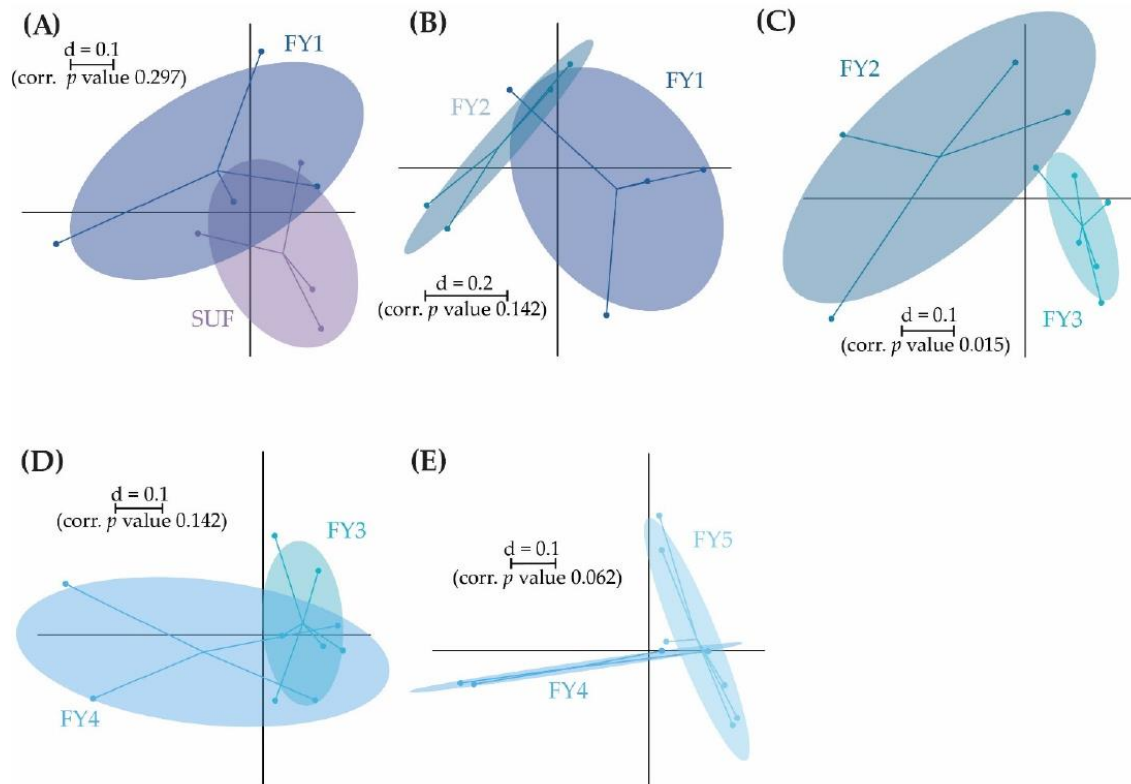 (A)
FY1
d = 0.1
(corr. p value 0.297)
SUF
(B)
FY1
FY2
d = 0.2
(corr. p value 0.142)
(C)
FY2
d = 0.1
(corr. p value 0.015)
FY3
(D)
d = 0.1
(corr. p value 0.142)
FY3
FY4
(E)
FY5
d = 0.1
(corr. p value 0.062)
FY4